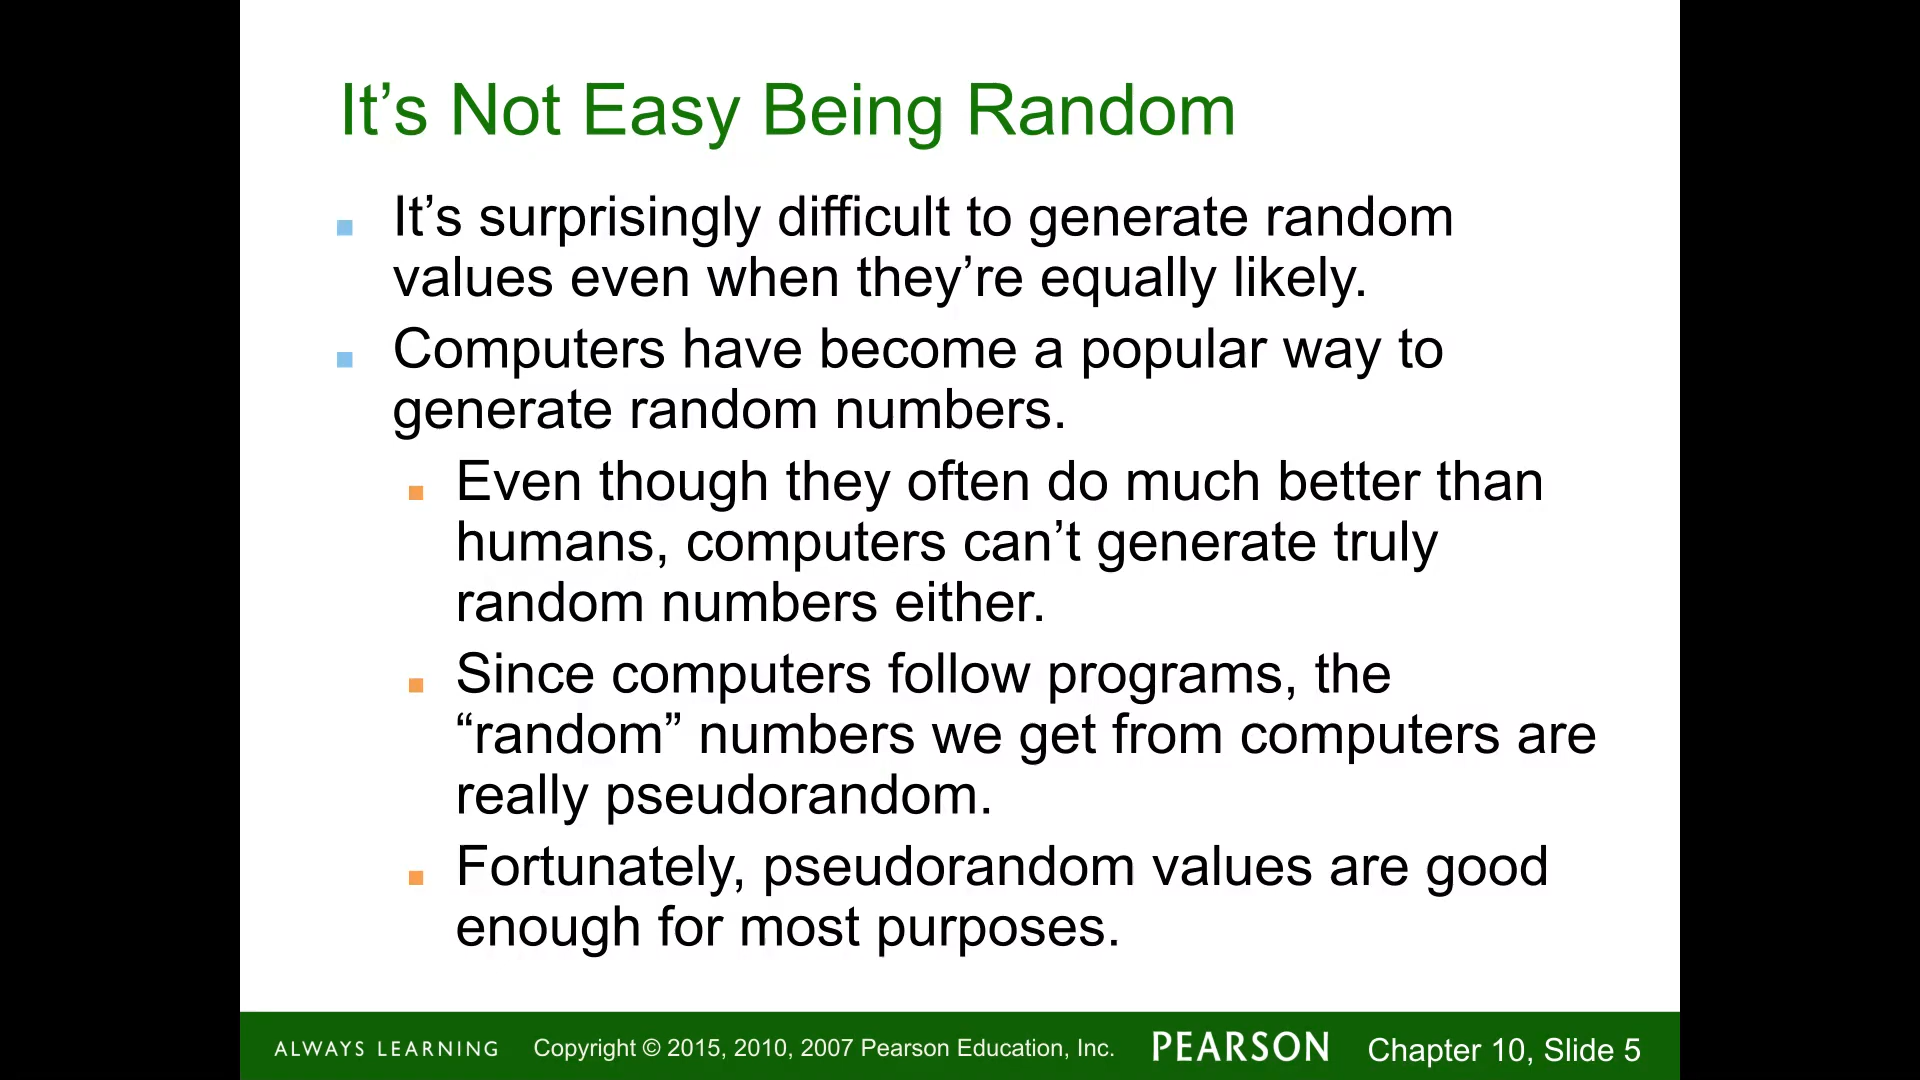 It’s Not Easy Being Random
It’s surprisingly difficult to generate random
values even when they’re equally likely.
Computers have become a popular way to
generate random numbers.
Even though they often do much better than
humans, computers can’t generate truly
random numbers either.
Since computers follow programs, the
“random” numbers we get from computers are
really pseudorandom.
Fortunately, pseudorandom values are good
enough for most purposes.
ALWAYS LEARNING Copyright © 2015, 2010, 2007 Pearson Education, Inc. PEARSON Chapter 10, Slide 5